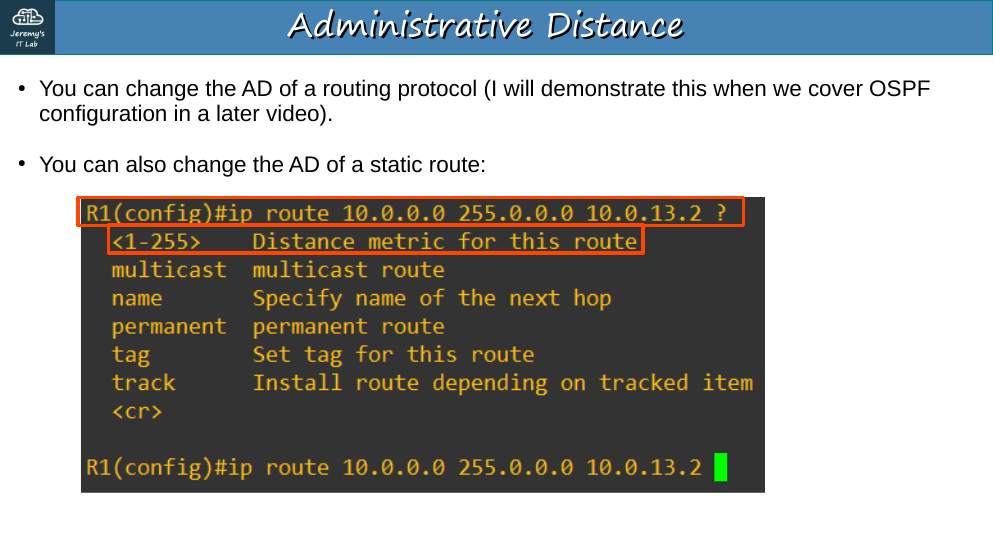 Jeremy's
IT Lab
Administrative Distance
• You can change the AD of a routing protocol (I will demonstrate this when we cover OSPF
configuration in a later video).
• You can also change the AD of a static route:
R1(config)#ip route 10.0.0.0 255.0.0.0 10.0.13.2 ?
<1-255>    Distance metric for this route
multicast  multicast route
name       Specify name of the next hop
permanent  permanent route
tag        Set tag for this route
track      Install route depending on tracked item
<cr>
R1(config)#ip route 10.0.0.0 255.0.0.0 10.0.13.2